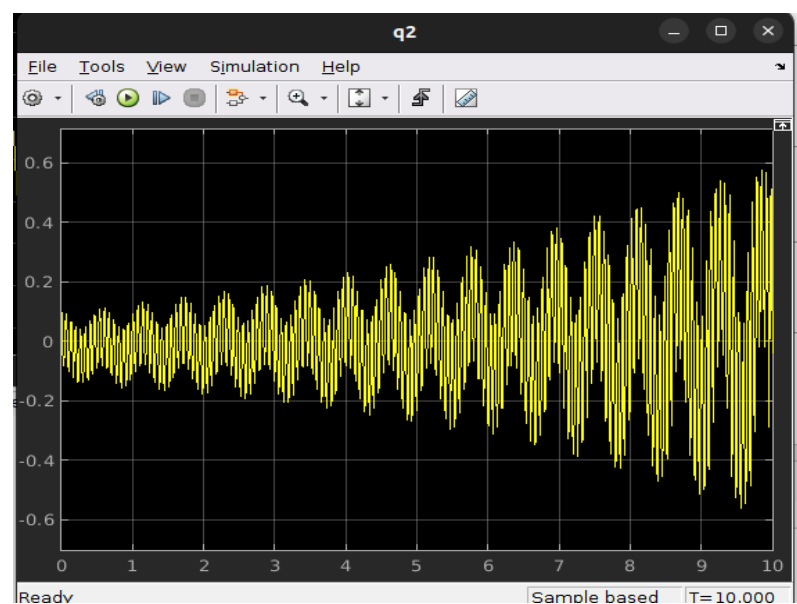 q2
File Tools View Simulation Help
0.6
0.4
0.2
0
-0.2
-0.4
-0.6
0 1 2 3 4 5 6 7 8 9 10
Ready Sample based T=10.000